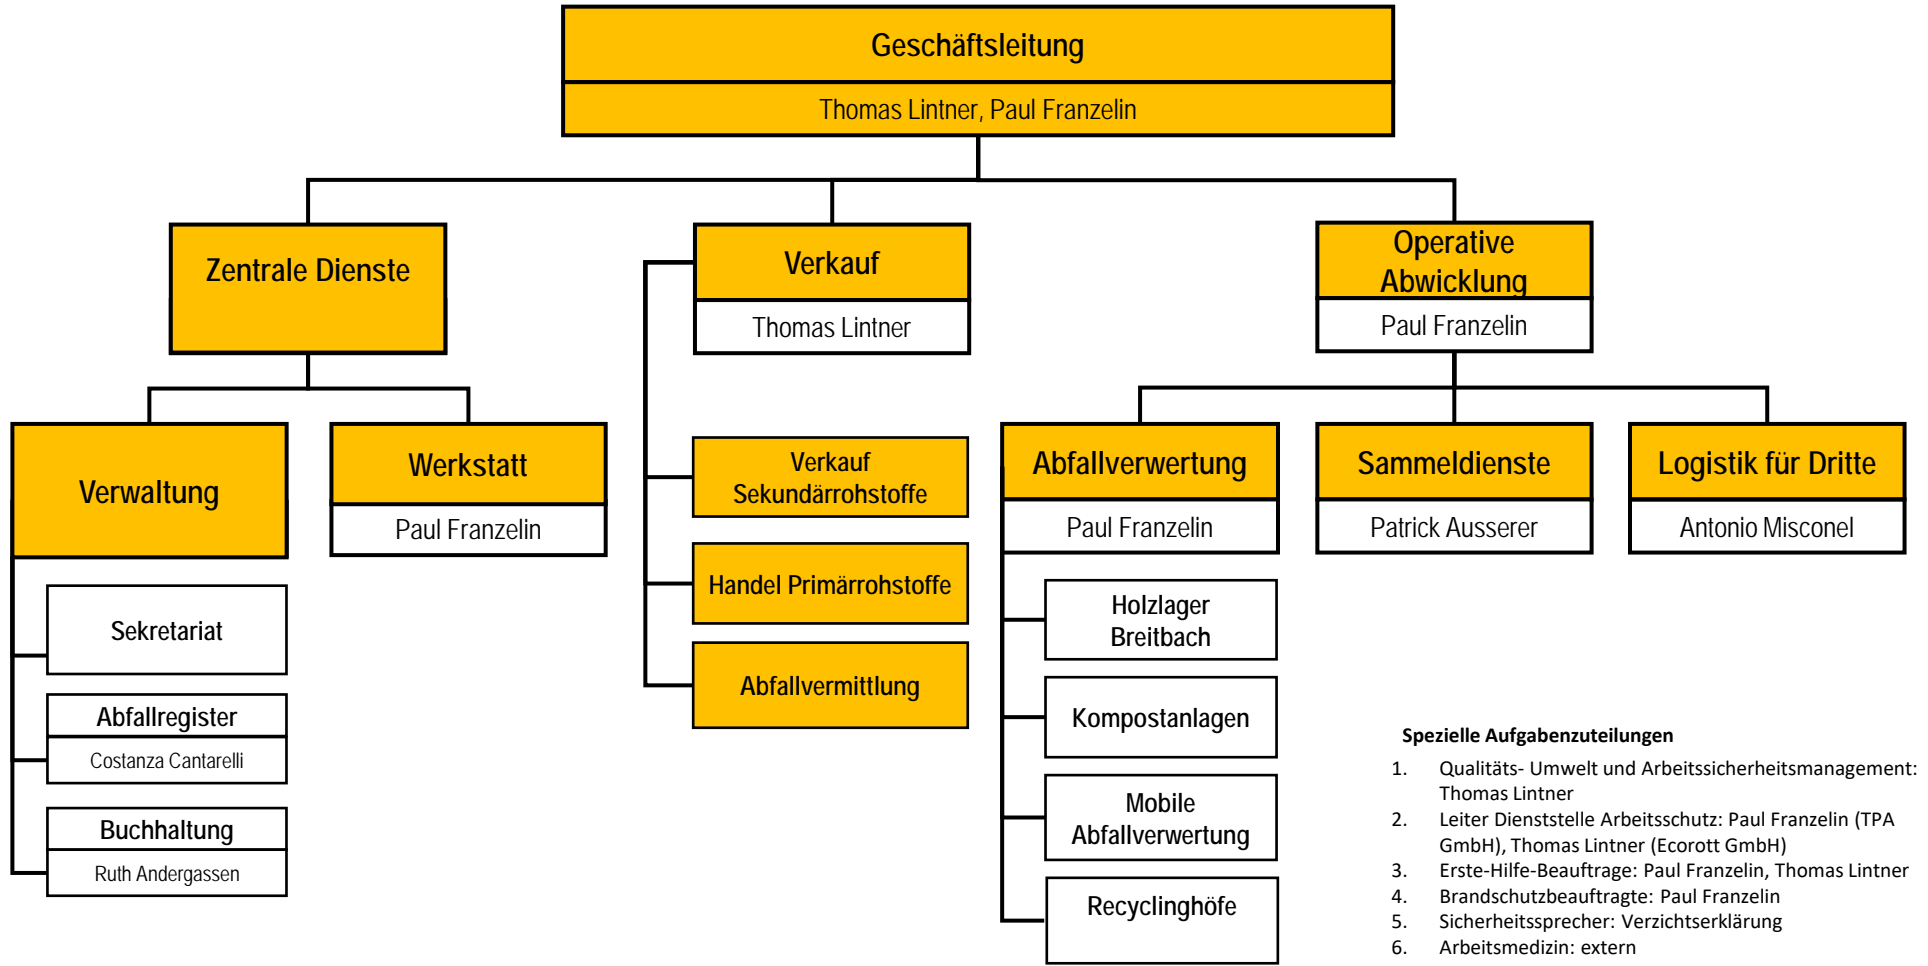 Geschäftsleitung
Thomas Lintner, Paul Franzelin
Zentrale Dienste
Verkauf
Thomas Lintner
Operative
Abwicklung
Paul Franzelin
Verwaltung
Werkstatt
Paul Franzelin
Sekretariat
Abfallregister
Costanza Cantarelli
Buchhaltung
Ruth Andergassen
Verkauf
Sekundärrohstoffe
Handel Primärrohstoffe
Abfallvermittlung
Abfallverwertung
Paul Franzelin
Sammeldienste
Patrick Ausserer
Logistik für Dritte
Antonio Misconel
Holzlager
Breitbach
Kompostanlagen
Mobile
Abfallverwertung
Recyclinghöfe
Spezielle Aufgabenzuteilungen
1. Qualitäts- Umwelt und Arbeitssicherheitsmanagement:
Thomas Lintner
2. Leiter Dienststelle Arbeitsschutz: Paul Franzelin (TPA
GmbH), Thomas Lintner (Ecorott GmbH)
3. Erste-Hilfe-Beauftrage: Paul Franzelin, Thomas Lintner
4. Brandschutzbeauftragte: Paul Franzelin
5. Sicherheitssprecher: Verzichtserklärung
6. Arbeitsmedizin: extern